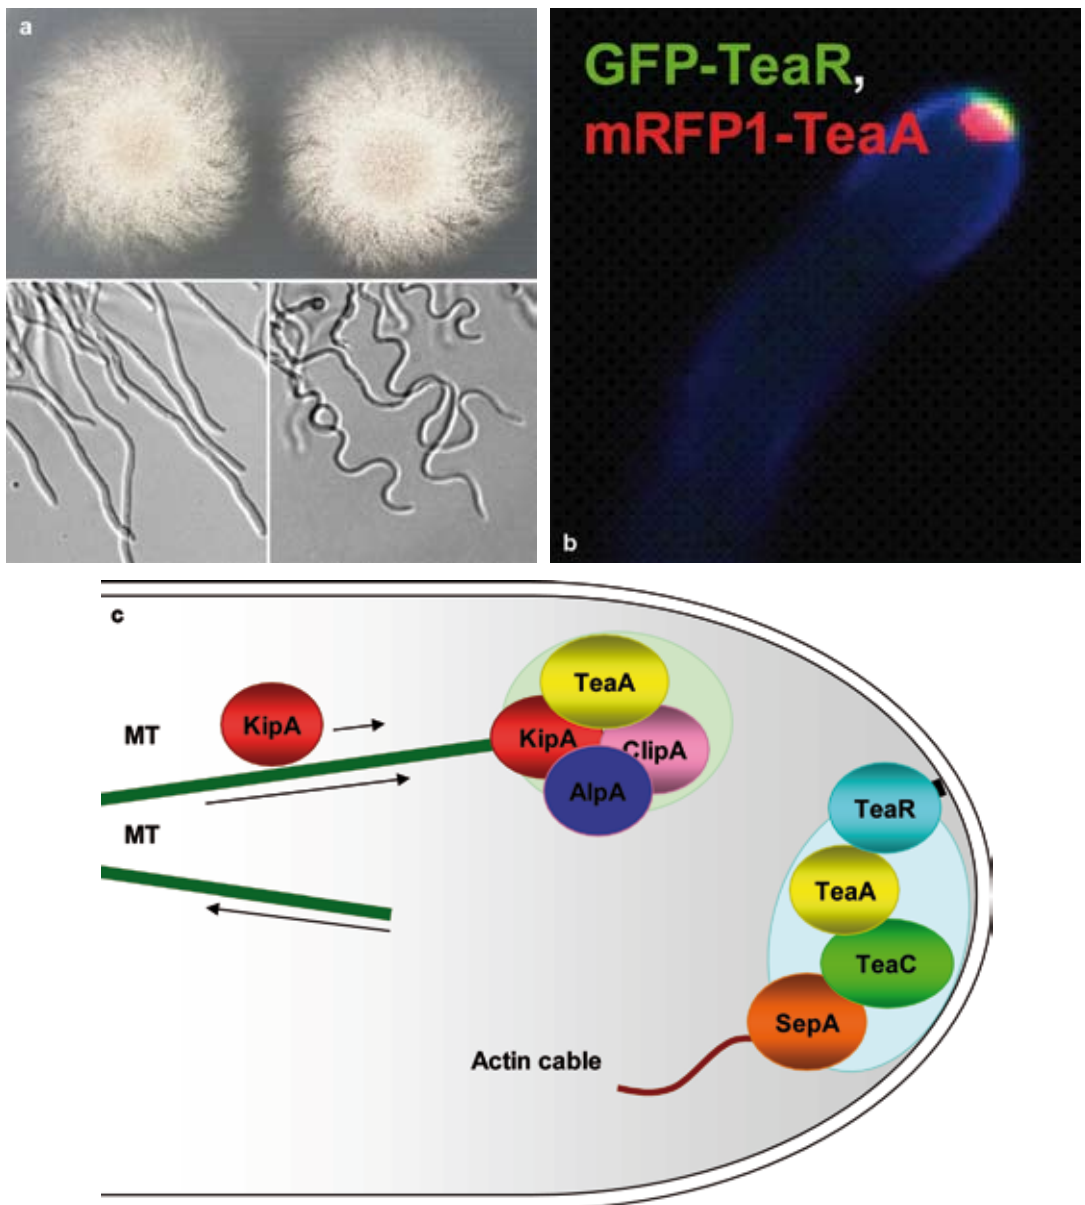 a
GFP-TeaR,
mRFP1-TeaA
b
c
TeaA
KipA
MT
KipA
ClipA
AlpA
TeaR
MT
TeaA
TeaC
SepA
Actin cable